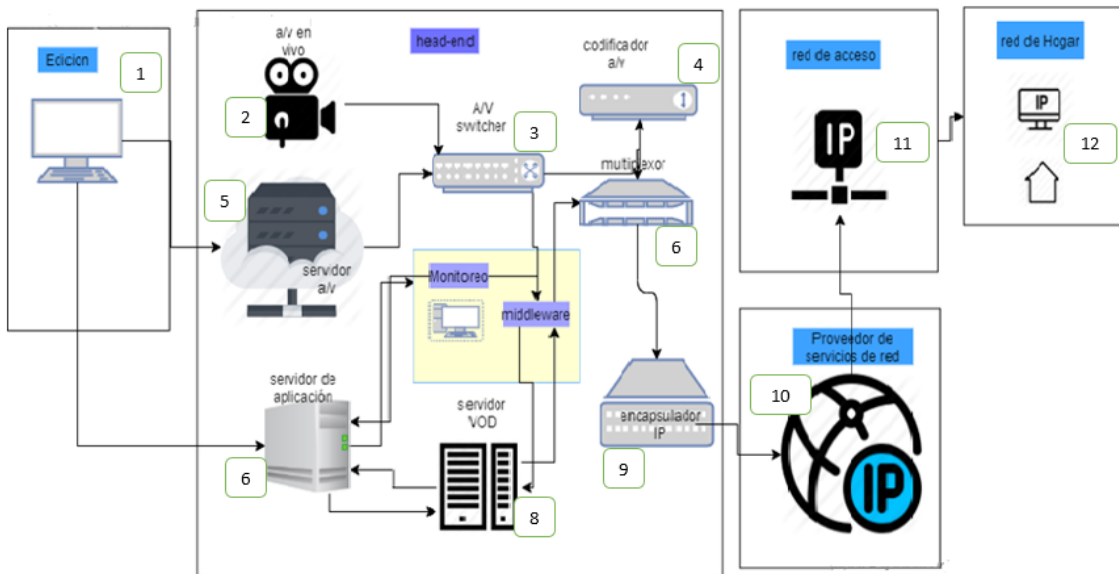 Edicion
1
a/v en
vivo
2
head-end
A/V
switcher
3
codificador
a/v
4
5
servidor
a/v
multiplexor
6
Monitoreo
middleware
servidor de
aplicación
6
servidor
VOD
8
encapsulador
IP
9
Proveedor de
servicios de red
10
IP
red de acceso
IP
11
red de Hogar
IP
12